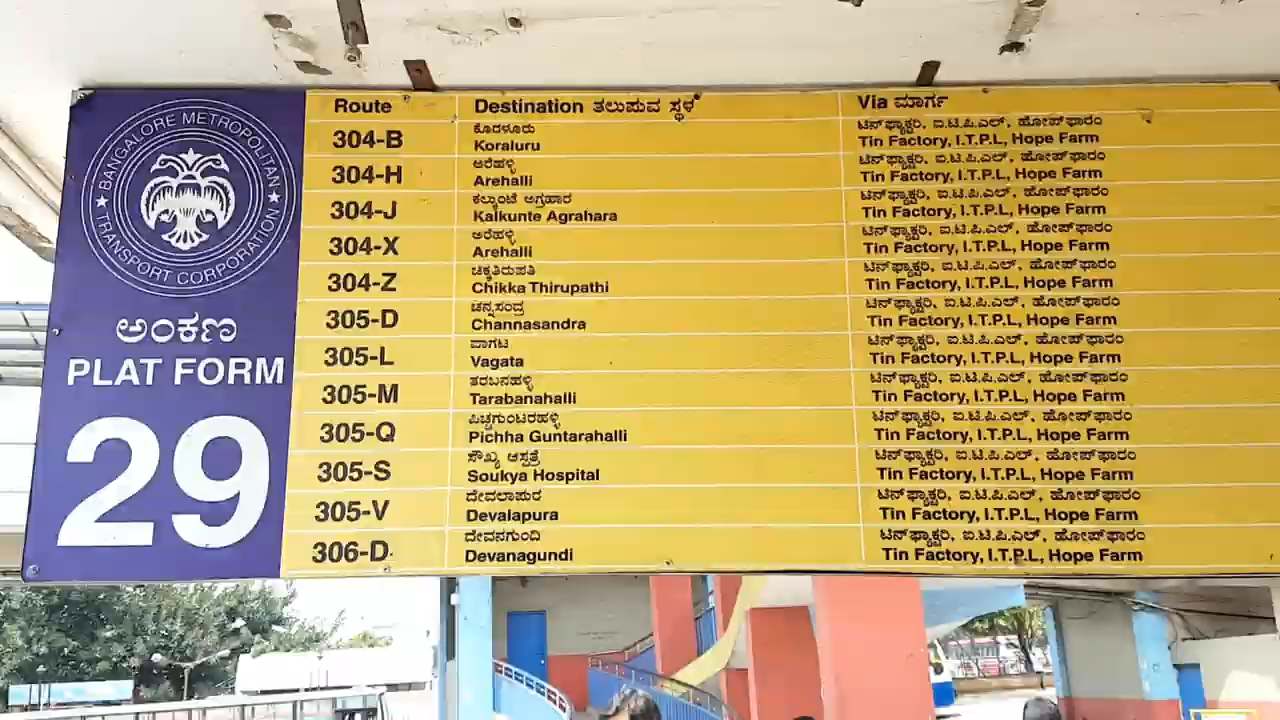 BANGALORE METROPOLITAN
TRANSPORT CORPORATION
ಅಂಕಣ
PLAT FORM
29
Route Destination ತಲುಪುವ ಸ್ಥಳ Via ಮಾರ್ಗ
ಕೊರಳೂರು ಟಿನ್‌ಫ್ಯಾಕ್ಟರಿ, ಐ.ಟಿ.ಪಿ.ಎಲ್, ಹೋಪ್‌ಫಾರಂ
304-B Koraluru Tin Factory, I.T.P.L, Hope Farm
ಅರೆಹಳ್ಳಿ ಟಿನ್‌ಫ್ಯಾಕ್ಟರಿ, ಐ.ಟಿ.ಪಿ.ಎಲ್, ಹೋಪ್‌ಫಾರಂ
304-H Arehalli Tin Factory, I.T.P.L, Hope Farm
ಕಲ್ಕುಂಟೆ ಅಗ್ರಹಾರ ಟಿನ್‌ಫ್ಯಾಕ್ಟರಿ, ಐ.ಟಿ.ಪಿ.ಎಲ್, ಹೋಪ್‌ಫಾರಂ
304-J Kalkunte Agrahara Tin Factory, I.T.P.L, Hope Farm
ಅರೆಹಳ್ಳಿ ಟಿನ್‌ಫ್ಯಾಕ್ಟರಿ, ಐ.ಟಿ.ಪಿ.ಎಲ್, ಹೋಪ್‌ಫಾರಂ
304-X Arehalli Tin Factory, I.T.P.L, Hope Farm
ಚಿಕ್ಕತಿರುಪತಿ ಟಿನ್‌ಫ್ಯಾಕ್ಟರಿ, ಐ.ಟಿ.ಪಿ.ಎಲ್, ಹೋಪ್‌ಫಾರಂ
304-Z Chikka Thirupathi Tin Factory, I.T.P.L, Hope Farm
ಚನ್ನಸಂದ್ರ ಟಿನ್‌ಫ್ಯಾಕ್ಟರಿ, ಐ.ಟಿ.ಪಿ.ಎಲ್, ಹೋಪ್‌ಫಾರಂ
305-D Channasandra Tin Factory, I.T.P.L, Hope Farm
ವಾಗಟ ಟಿನ್‌ಫ್ಯಾಕ್ಟರಿ, ಐ.ಟಿ.ಪಿ.ಎಲ್, ಹೋಪ್‌ಫಾರಂ
305-L Vagata Tin Factory, I.T.P.L, Hope Farm
ತರಬನಹಳ್ಳಿ ಟಿನ್‌ಫ್ಯಾಕ್ಟರಿ, ಐ.ಟಿ.ಪಿ.ಎಲ್, ಹೋಪ್‌ಫಾರಂ
305-M Tarabanahalli Tin Factory, I.T.P.L, Hope Farm
ಪಿಚ್ಚಗುಂಟರಹಳ್ಳಿ ಟಿನ್‌ಫ್ಯಾಕ್ಟರಿ, ಐ.ಟಿ.ಪಿ.ಎಲ್, ಹೋಪ್‌ಫಾರಂ
305-Q Pichha Guntarahalli Tin Factory, I.T.P.L, Hope Farm
ಸೌಖ್ಯ ಆಸ್ಪತ್ರೆ ಟಿನ್‌ಫ್ಯಾಕ್ಟರಿ, ಐ.ಟಿ.ಪಿ.ಎಲ್, ಹೋಪ್‌ಫಾರಂ
305-S Soukya Hospital Tin Factory, I.T.P.L, Hope Farm
ದೇವಲಾಪುರ ಟಿನ್‌ಫ್ಯಾಕ್ಟರಿ, ಐ.ಟಿ.ಪಿ.ಎಲ್, ಹೋಪ್‌ಫಾರಂ
305-V Devalapura Tin Factory, I.T.P.L, Hope Farm
ದೇವನಗುಂದಿ ಟಿನ್‌ಫ್ಯಾಕ್ಟರಿ, ಐ.ಟಿ.ಪಿ.ಎಲ್, ಹೋಪ್‌ಫಾರಂ
306-D Devanagundi Tin Factory, I.T.P.L, Hope Farm